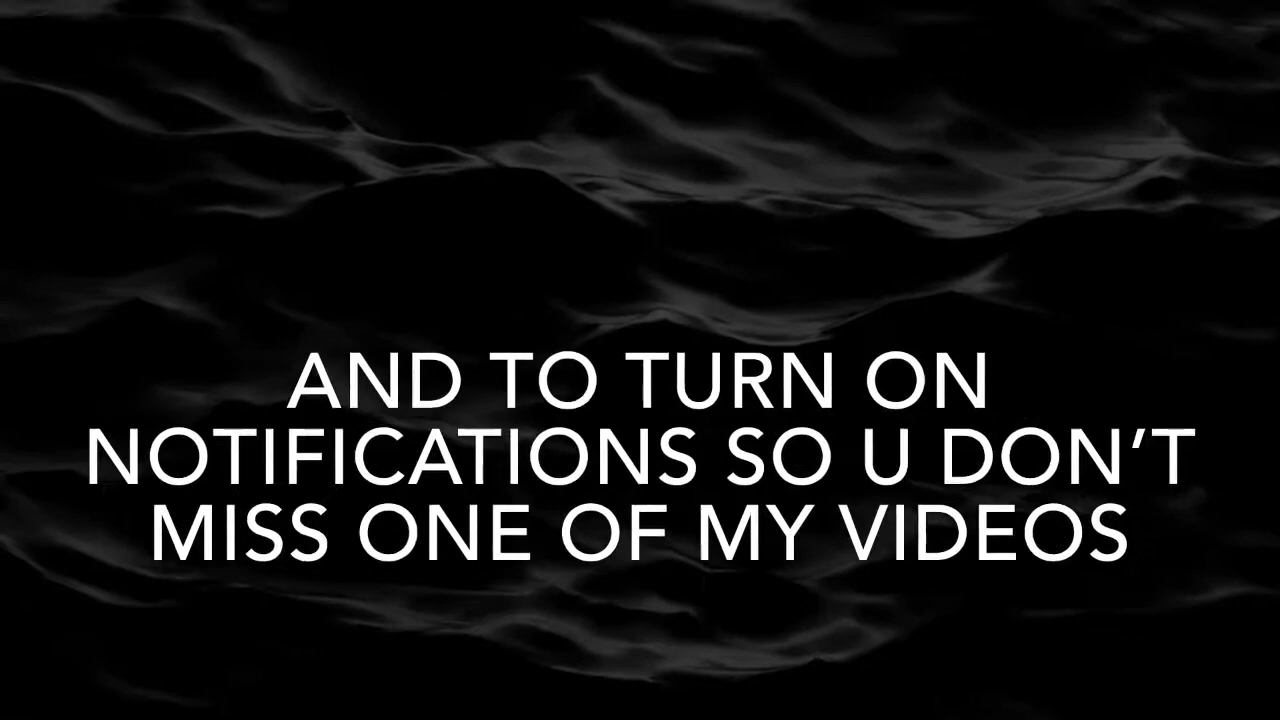 AND TO TURN ON
NOTIFICATIONS SO U DON’T
MISS ONE OF MY VIDEOS